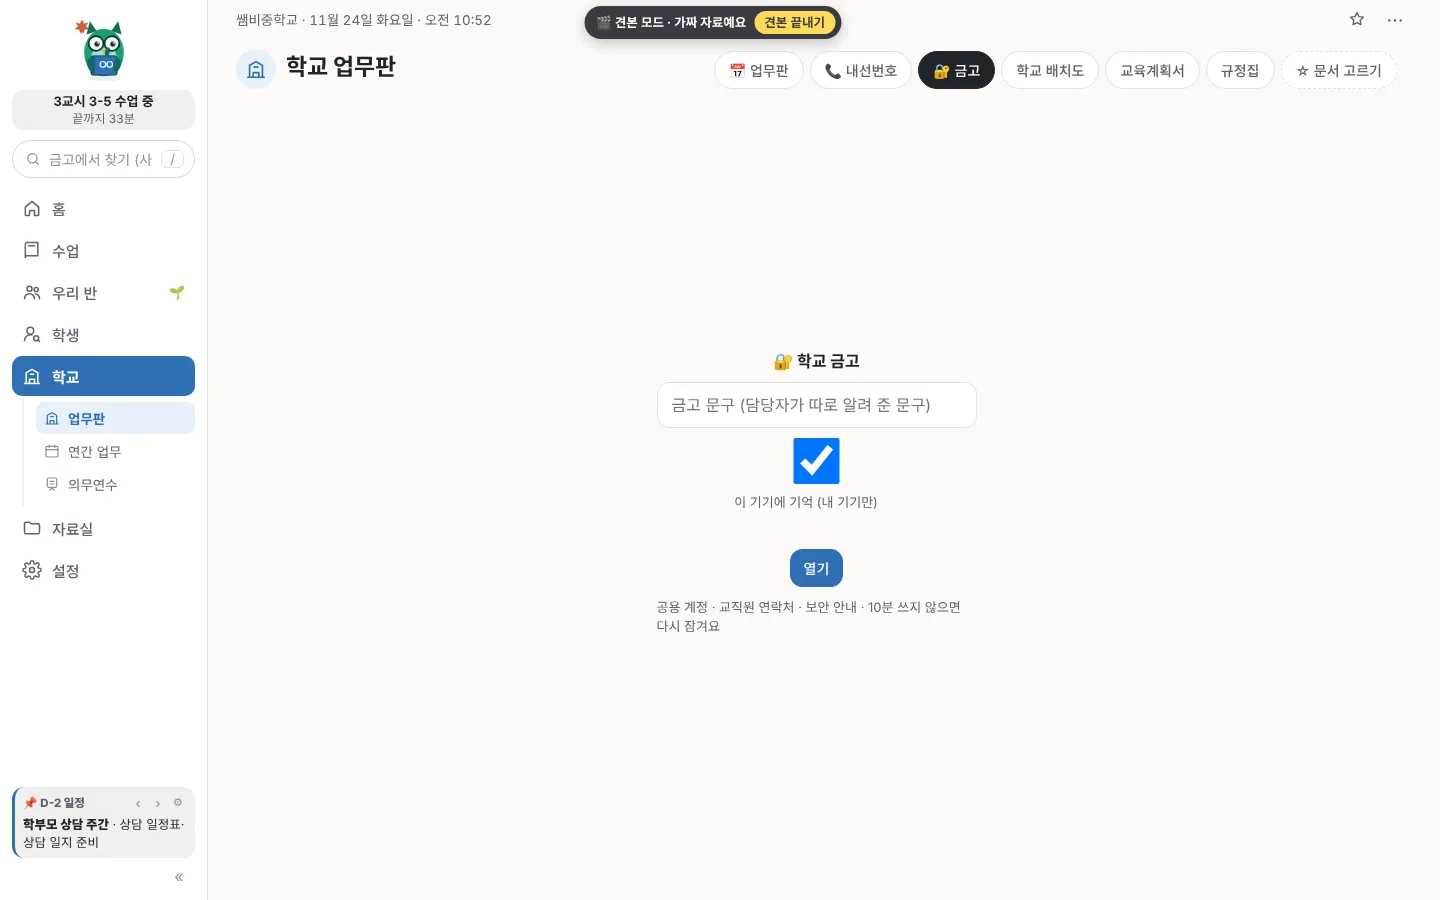 쌤비중학교 · 11월 24일 화요일 · 오전 10:52
견본 모드 · 가짜 자료예요 견본 끝내기
학교 업무판
업무판
내선번호
금고
학교 배치도
교육계획서
규정집
☆ 문서 고르기
3교시 3-5 수업 중
끝까지 33분
금고에서 찾기 (사 /
홈
수업
우리 반
학생
학교
업무판
연간 업무
의무연수
자료실
설정
D-2 일정
학부모 상담 주간 · 상담 일정표·
상담 일지 준비
«
학교 금고
금고 문구 (담당자가 따로 알려 준 문구)
이 기기에 기억 (내 기기만)
열기
공용 계정 · 교직원 연락처 · 보안 안내 · 10분 쓰지 않으면
다시 잠겨요